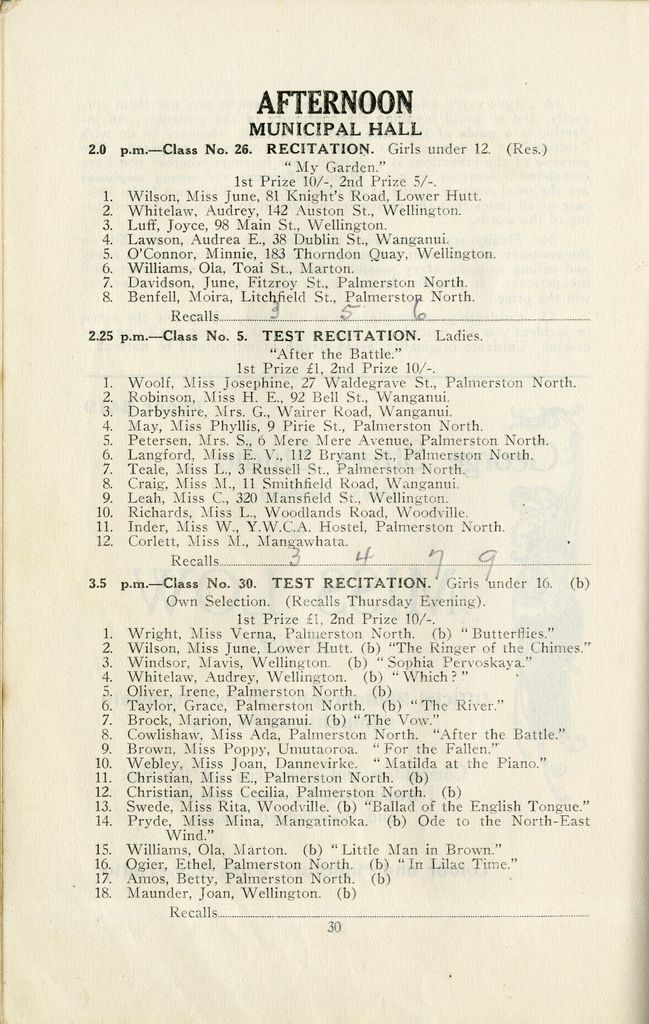 AFTERNOON
MUNICIPAL HALL
2.0 p.m.—Class No. 26. RECITATION. Girls under 12. (Res.)
"My Garden."
1st Prize 10/-, 2nd Prize 5/-.
1. Wilson, Miss June, 81 Knight's Road, Lower Hutt.
2. Whitelaw, Audrey, 142 Auston St., Wellington.
3. Luff, Joyce, 98 Main St., Wellington.
4. Lawson, Audrea E., 38 Dublin St., Wanganui.
5. O'Connor, Minnie, 183 Thorndon Quay, Wellington.
6. Williams, Ola, Toai St., Marton.
7. Davidson, June, Fitzroy St., Palmerston North.
8. Benfell, Moira, Litchfield St., Palmerston North.
Recalls 3 5 6
2.25 p.m.—Class No. 5. TEST RECITATION. Ladies.
"After the Battle."
1st Prize £1, 2nd Prize 10/-.
1. Woolf, Miss Josephine, 27 Waldegrave St., Palmerston North.
2. Robinson, Miss H. E., 92 Bell St., Wanganui.
3. Darbyshire, Mrs. G., Wairer Road, Wanganui.
4. May, Miss Phyllis, 9 Pirie St., Palmerston North.
5. Petersen, Mrs. S., 6 Mere Mere Avenue, Palmerston North.
6. Langford, Miss E. V., 112 Bryant St., Palmerston North.
7. Teale, Miss L., 3 Russell St., Palmerston North.
8. Craig, Miss M., 11 Smithfield Road, Wanganui.
9. Leah, Miss C., 320 Mansfield St., Wellington.
10. Richards, Miss L., Woodlands Road, Woodville.
11. Inder, Miss W., Y.W.C.A. Hostel, Palmerston North.
12. Corlett, Miss M., Mangawhata.
Recalls 3 4 7 9
3.5 p.m.—Class No. 30. TEST RECITATION. Girls under 16. (b)
Own Selection. (Recalls Thursday Evening).
1st Prize £1, 2nd Prize 10/-.
1. Wright, Miss Verna, Palmerston North. (b) "Butterflies."
2. Wilson, Miss June, Lower Hutt. (b) "The Ringer of the Chimes."
3. Windsor, Mavis, Wellington. (b) "Sophia Pervoskaya."
4. Whitelaw, Audrey, Wellington. (b) "Which?"
5. Oliver, Irene, Palmerston North. (b)
6. Taylor, Grace, Palmerston North. (b) "The River."
7. Brock, Marion, Wanganui. (b) "The Vow."
8. Cowlishaw, Miss Ada, Palmerston North. "After the Battle."
9. Brown, Miss Poppy, Umutaoroa. "For the Fallen."
10. Webley, Miss Joan, Dannevirke. "Matilda at the Piano."
11. Christian, Miss E., Palmerston North. (b)
12. Christian, Miss Cecilia, Palmerston North. (b)
13. Swede, Miss Rita, Woodville. (b) "Ballad of the English Tongue."
14. Pryde, Miss Mina, Mangatinoka. (b) Ode to the North-East
Wind."
15. Williams, Ola, Marton. (b) "Little Man in Brown."
16. Ogier, Ethel, Palmerston North. (b) "In Lilac Time."
17. Amos, Betty, Palmerston North. (b)
18. Maunder, Joan, Wellington. (b)
Recalls
30